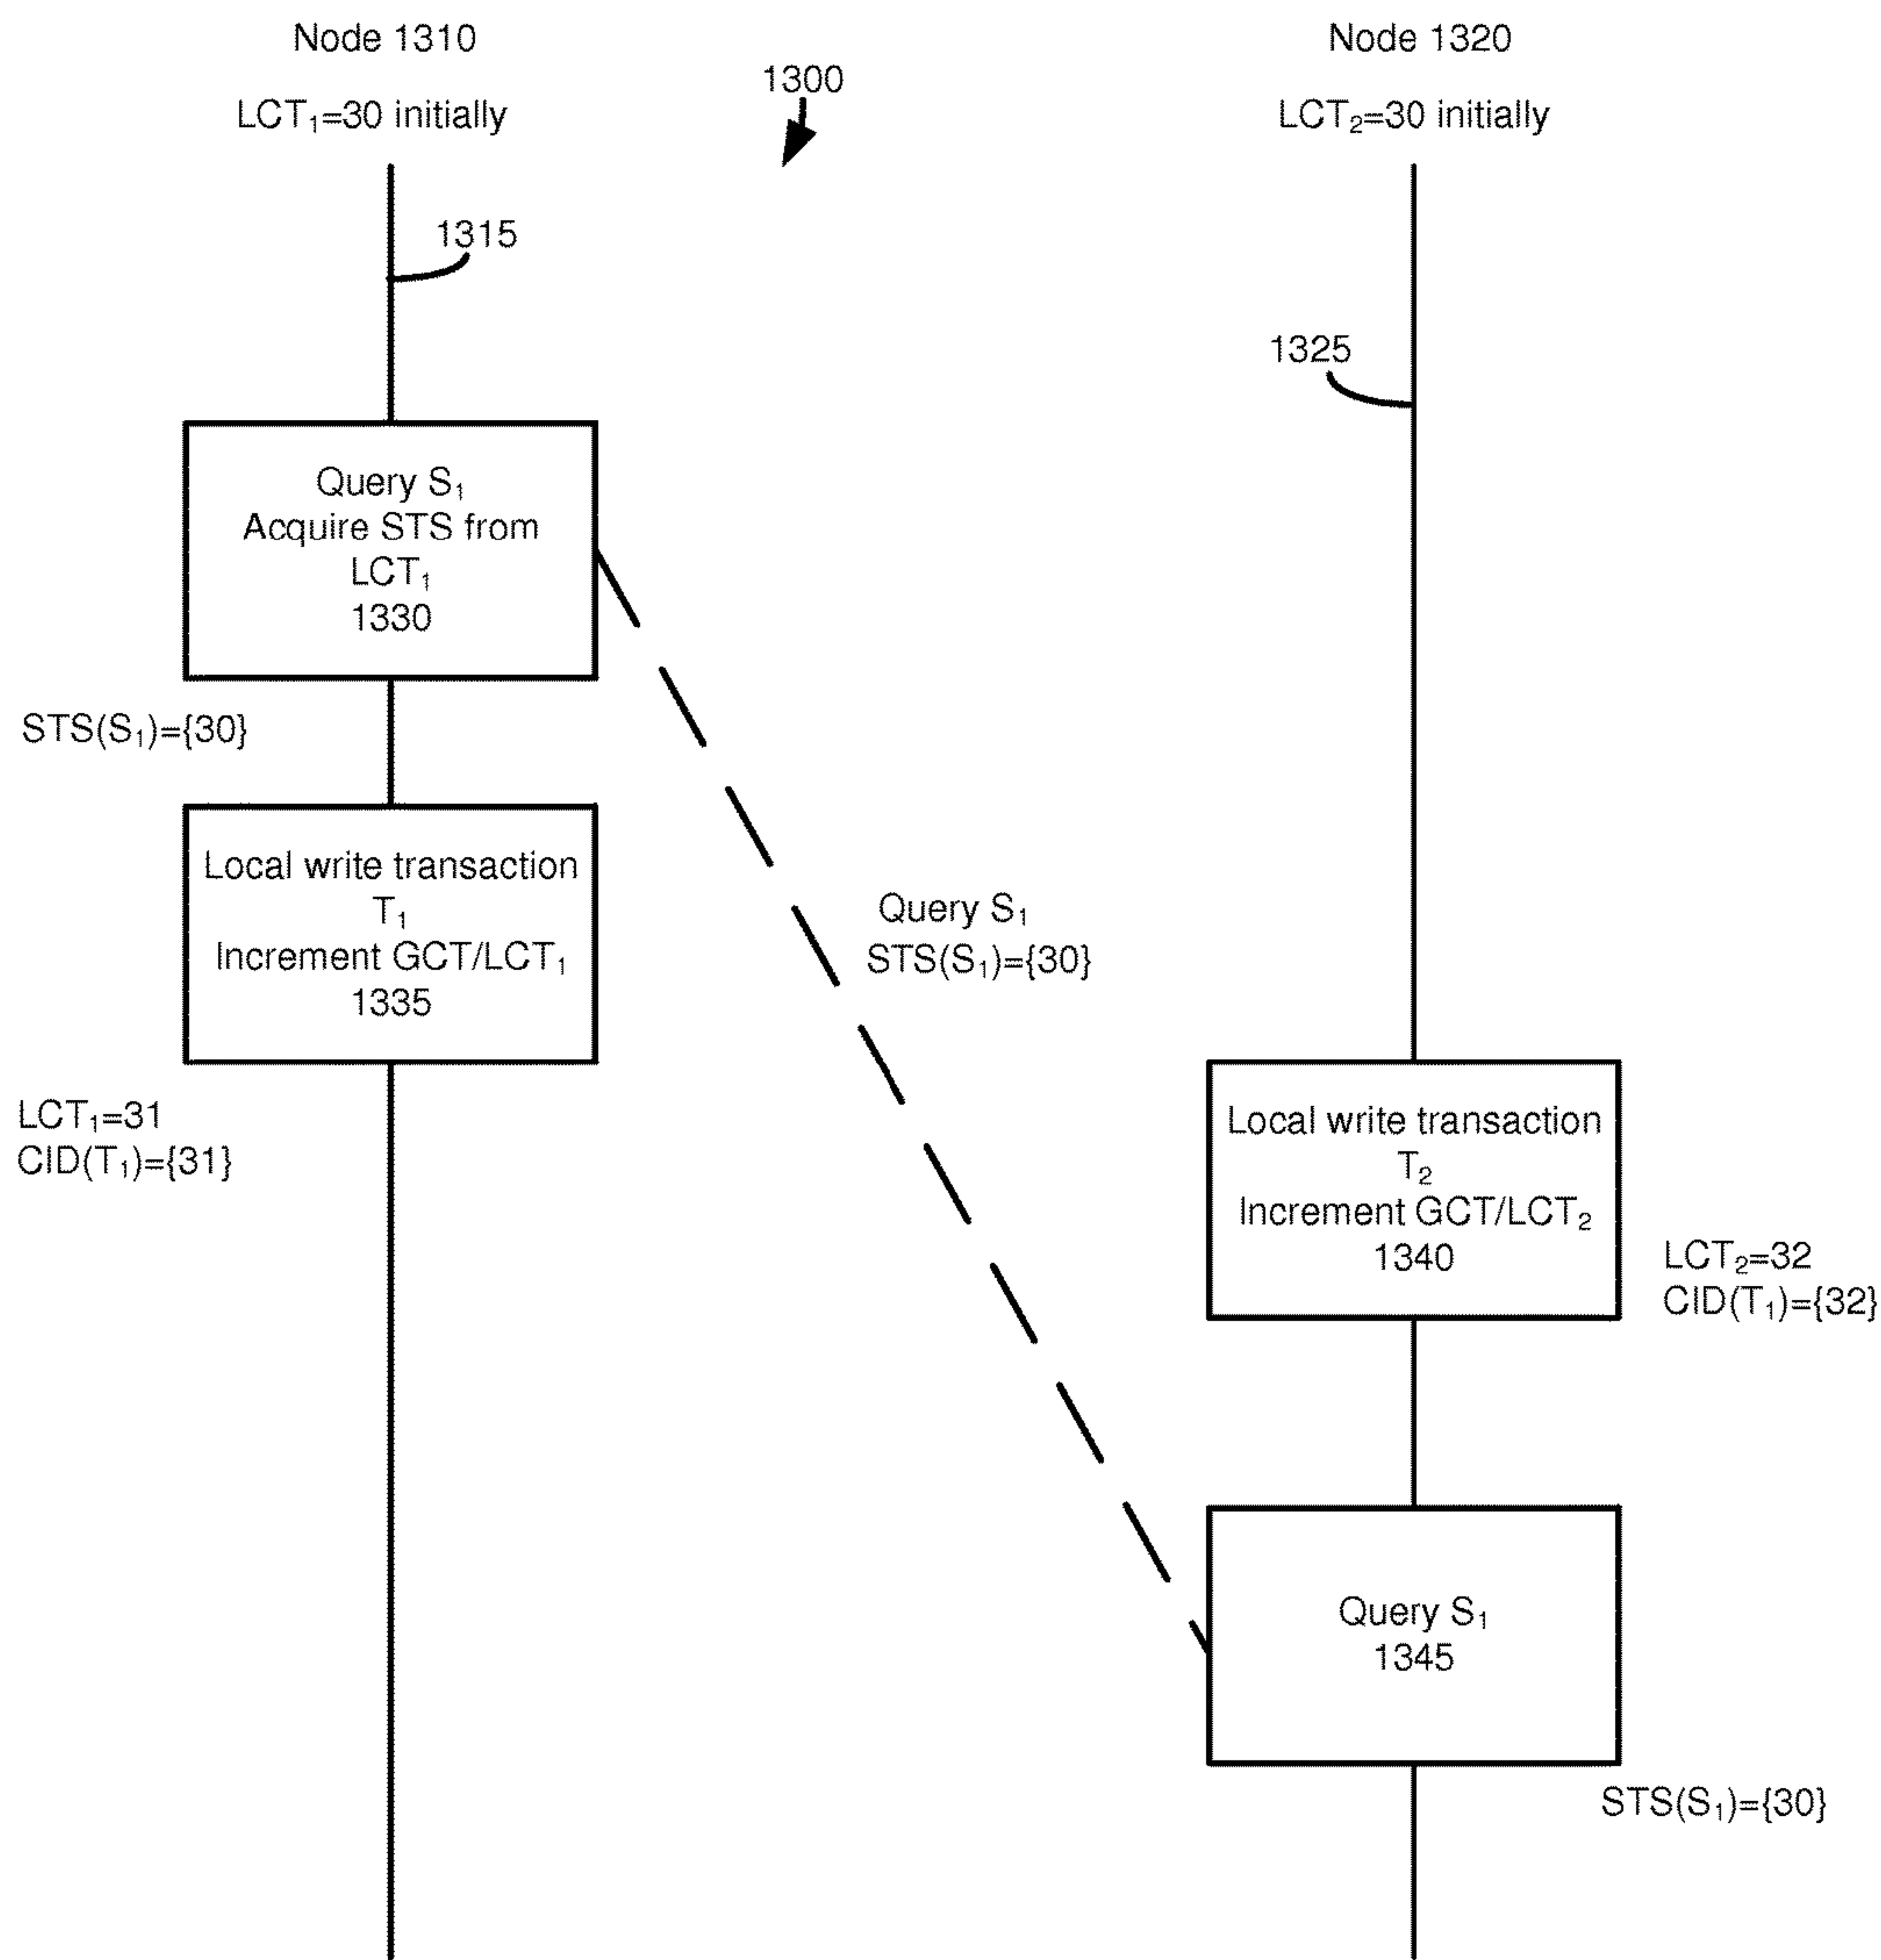 Node 1310
Node 1320
1300
LCT₁=30 initially
LCT₂=30 initially
1315
1325
Query S₁
Acquire STS from
LCT₁
1330
STS(S₁)={30}
Local write transaction
T₁
Increment GCT/LCT₁
1335
Query S₁
STS(S₁)={30}
LCT₁=31
CID(T₁)={31}
Local write transaction
T₂
Increment GCT/LCT₂
1340
LCT₂=32
CID(T₁)={32}
Query S₁
1345
STS(S₁)={30}